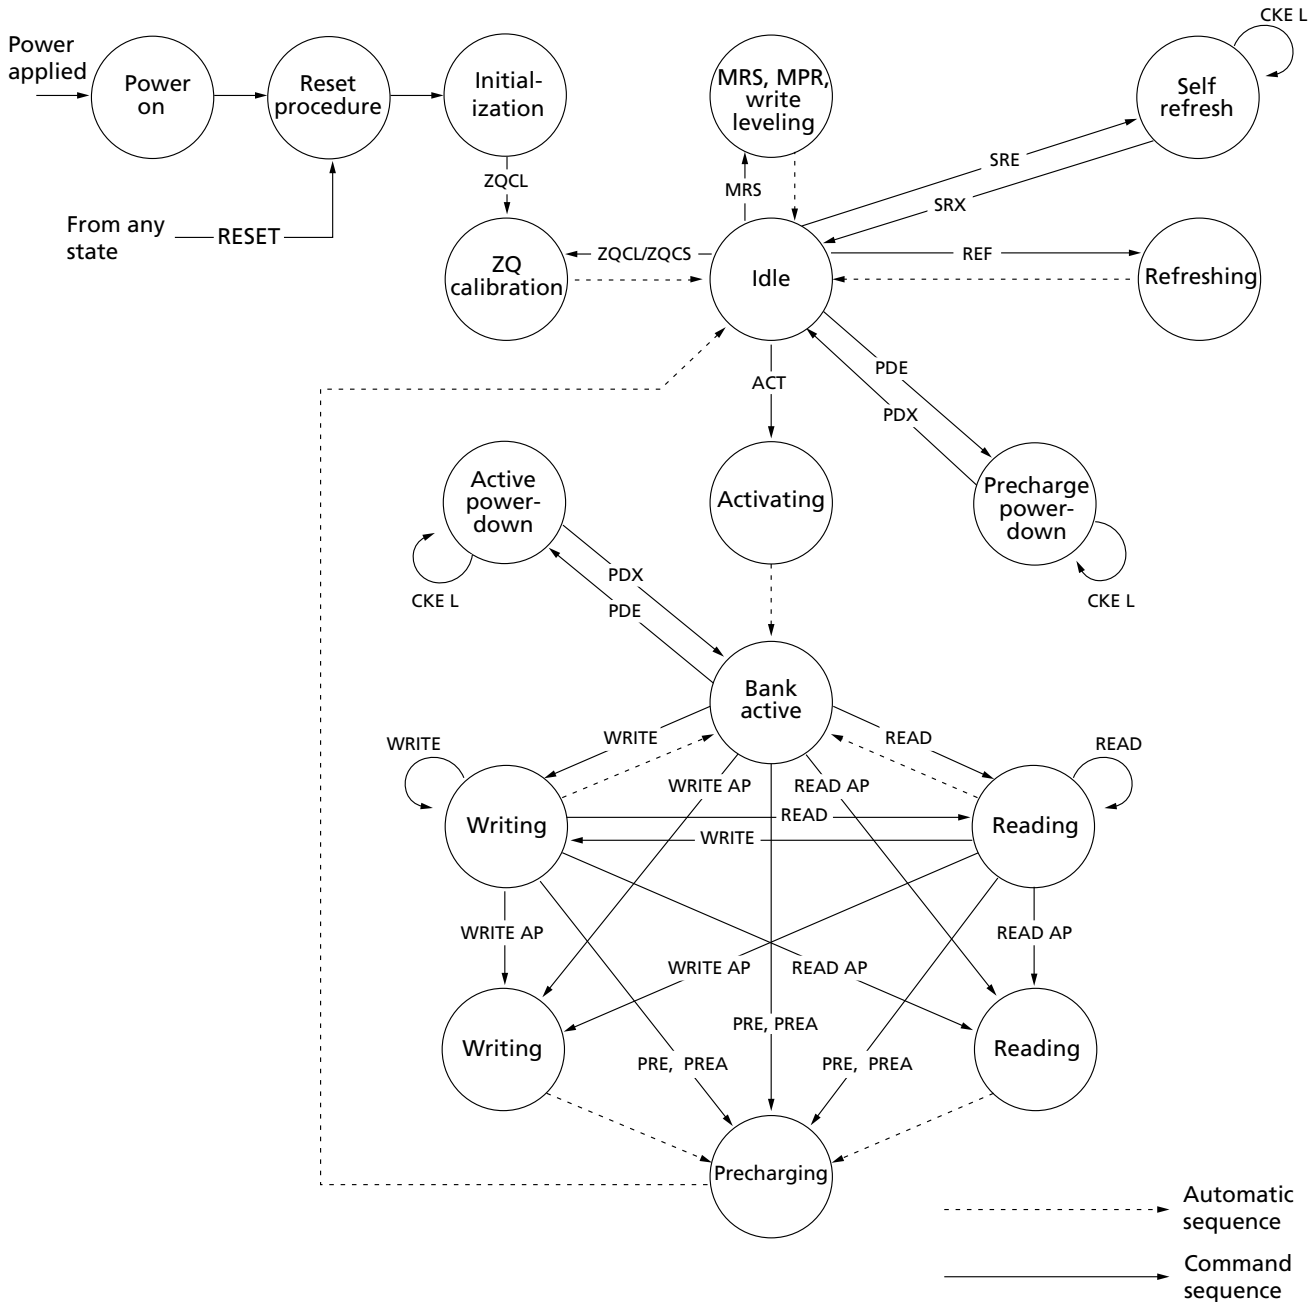 CKE L
Power
applied
Power
on
Reset
procedure
Initial-
ization
MRS, MPR,
write
leveling
Self
refresh
ZQCL
MRS
SRE
SRX
From any
state
RESET
ZQ
calibration
ZQCL/ZQCS
Idle
REF
Refreshing
ACT
PDE
PDX
Active
power-
down
Activating
Precharge
power-
down
PDX
CKE L
PDE
CKE L
Bank
active
WRITE
WRITE
READ
READ
WRITE AP
READ AP
Writing
READ
WRITE
Reading
WRITE AP
READ AP
WRITE AP
READ AP
PRE, PREA
Writing
PRE, PREA
PRE, PREA
Reading
Precharging
Automatic
sequence
Command
sequence